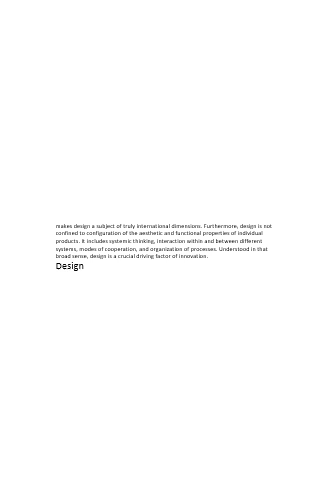 makes design a subject of truly international dimensions. Furthermore, design is not
confined to configuration of the aesthetic and functional properties of individual
products. It includes systemic thinking, interaction within and between different
systems, modes of cooperation, and organization of processes. Understood in that
broad sense, design is a crucial driving factor of innovation.
Design